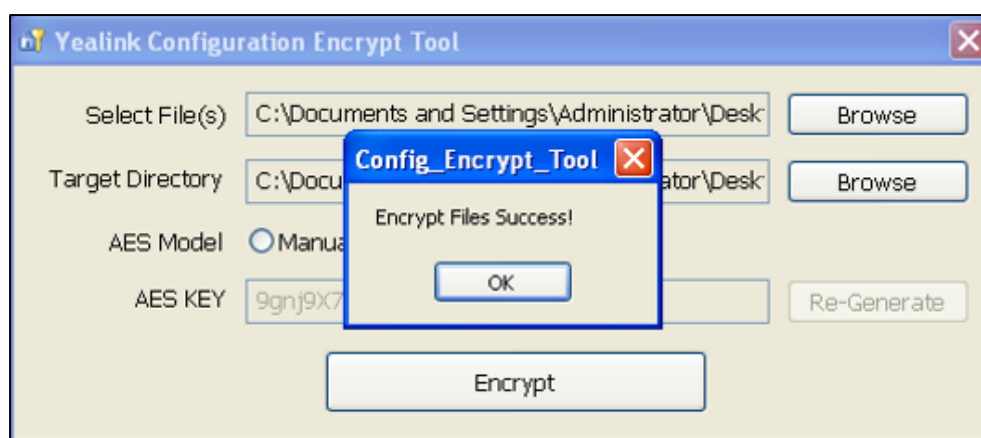 Yealink Configuration Encrypt Tool
Select File(s) C:\Documents and Settings\Administrator\Desk Browse
Config_Encrypt_Tool
Target Directory C:\Docu ator\Desk Browse
Encrypt Files Success!
AES Model Manua
OK
AES KEY 9gnj9X7 Re-Generate
Encrypt